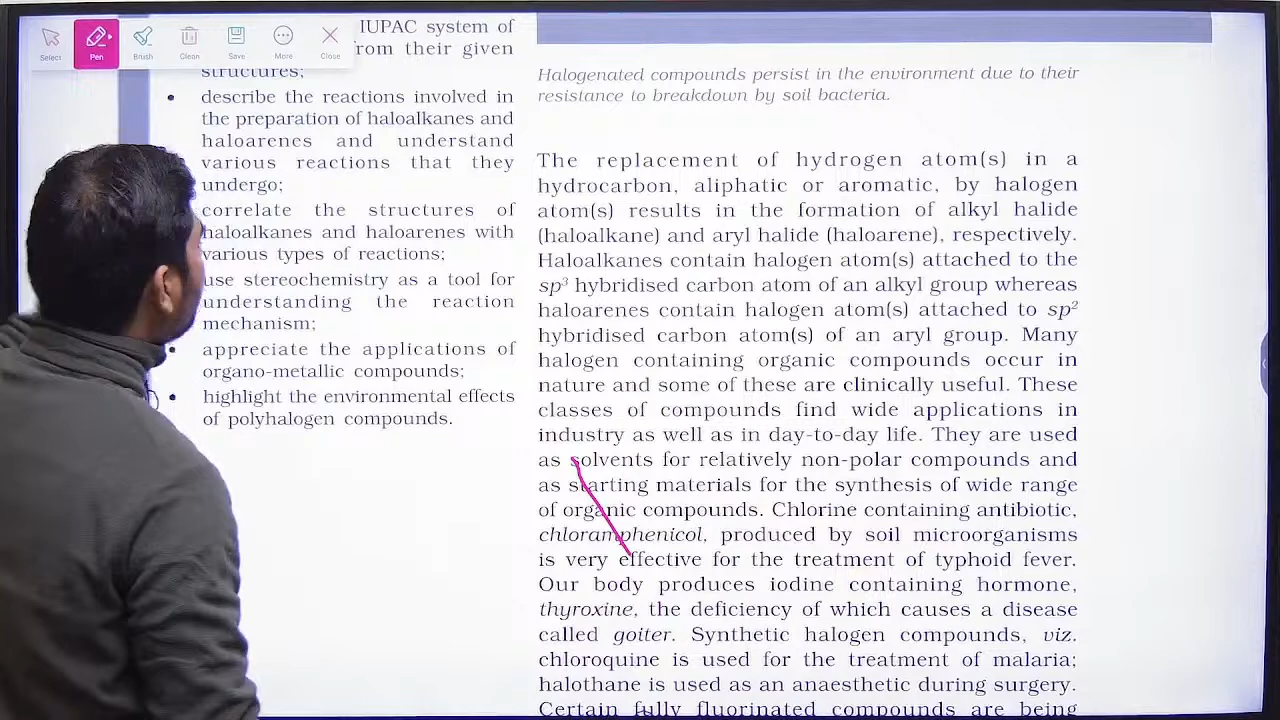 Select
Pen
Brush
Clean
Save
More
Close
IUPAC system of
from their given
structures;
• describe the reactions involved in
the preparation of haloalkanes and
haloarenes and understand
various reactions that they
undergo;
correlate the structures of
haloalkanes and haloarenes with
various types of reactions;
use stereochemistry as a tool for
understanding the reaction
mechanism;
• appreciate the applications of
organo-metallic compounds;
• highlight the environmental effects
of polyhalogen compounds.
Halogenated compounds persist in the environment due to their
resistance to breakdown by soil bacteria.
The replacement of hydrogen atom(s) in a
hydrocarbon, aliphatic or aromatic, by halogen
atom(s) results in the formation of alkyl halide
(haloalkane) and aryl halide (haloarene), respectively.
Haloalkanes contain halogen atom(s) attached to the
sp³ hybridised carbon atom of an alkyl group whereas
haloarenes contain halogen atom(s) attached to sp²
hybridised carbon atom(s) of an aryl group. Many
halogen containing organic compounds occur in
nature and some of these are clinically useful. These
classes of compounds find wide applications in
industry as well as in day-to-day life. They are used
as solvents for relatively non-polar compounds and
as starting materials for the synthesis of wide range
of organic compounds. Chlorine containing antibiotic,
chloramphenicol, produced by soil microorganisms
is very effective for the treatment of typhoid fever.
Our body produces iodine containing hormone,
thyroxine, the deficiency of which causes a disease
called goiter. Synthetic halogen compounds, viz.
chloroquine is used for the treatment of malaria;
halothane is used as an anaesthetic during surgery.
Certain fully fluorinated compounds are being